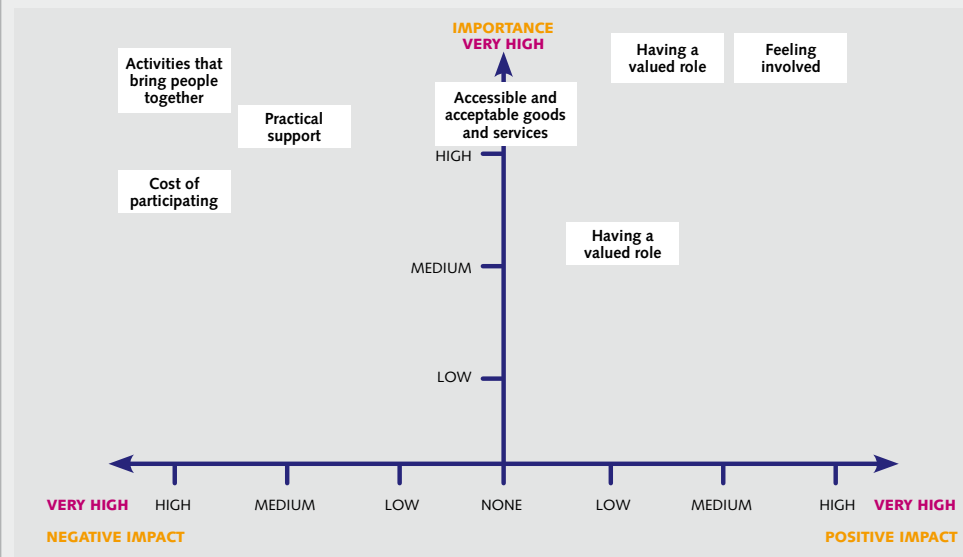 IMPORTANCE
VERY HIGH
Activities that
bring people
together
Having a
valued role
Feeling
involved
Practical
support
Accessible and
acceptable goods
and services
HIGH
Cost of
participating
Having a
valued role
MEDIUM
LOW
VERY HIGH HIGH MEDIUM LOW NONE LOW MEDIUM HIGH VERY HIGH
NEGATIVE IMPACT POSITIVE IMPACT